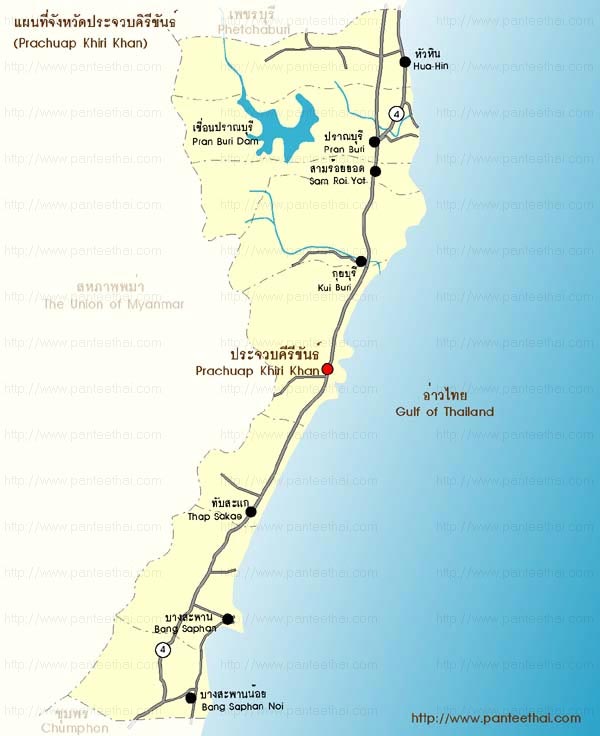 แผนที่จังหวัดประจวบคิรีขันธ์
(Prachuap Khiri Khan)
เพชรบุรี
Phetchaburi
หัวหิน
Hua-Hin
4
เขื่อนปราณบุรี
Pran Buri Dam
ปราณบุรี
Pran Buri
สามร้อยยอด
Sam Roi Yot
กุยบุรี
Kui Buri
สหภาพพม่า
The Union of Myanmar
ประจวบคีรีขันธ์
Prachuap Khiri Khan
อ่าวไทย
Gulf of Thailand
ทับสะแก
Thap Sakae
บางสะพาน
Bang Saphan
4
บางสะพานน้อย
Bang Saphan Noi
ชุมพร
Chumphon
http://www.panteethai.com